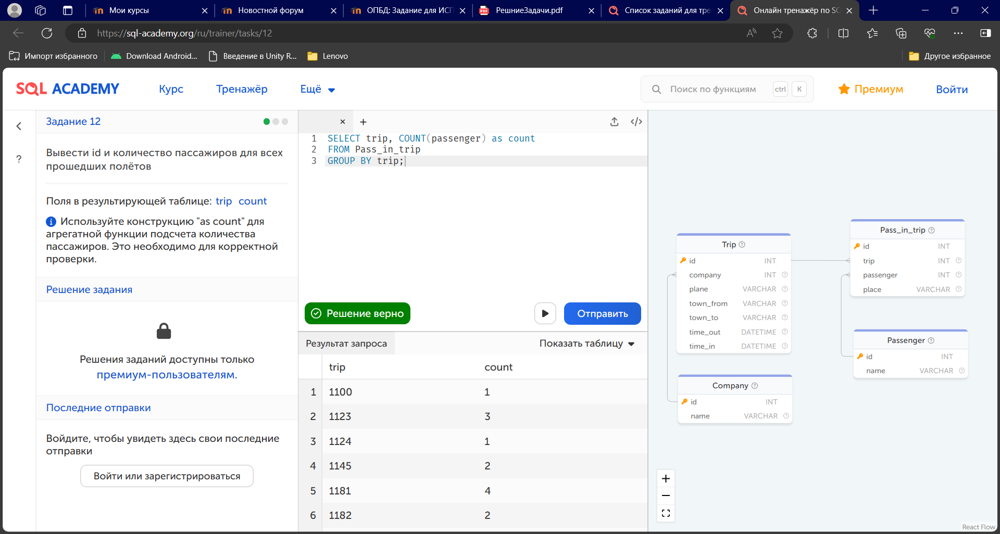 Мои курсы
Новостной форум
ОПБД: Задание для ИСП
РешниеЗадачи.pdf
Список заданий для тре
Онлайн тренажёр по SQ
https://sql-academy.org/ru/trainer/tasks/12
Импорт избранного
Download Android...
Введение в Unity R...
Lenovo
Другое избранное
SQL ACADEMY
Курс
Тренажёр
Ещё
Поиск по функциям
ctrl
K
Премиум
Войти
Задание 12
Вывести id и количество пассажиров для всех
прошедших полётов
Поля в результирующей таблице: trip count
Используйте конструкцию "as count" для
агрегатной функции подсчета количества
пассажиров. Это необходимо для корректной
проверки.
Решение задания
Решения заданий доступны только
премиум-пользователям.
Последние отправки
Войдите, чтобы увидеть здесь свои последние
отправки
Войти или зарегистрироваться
1 SELECT trip, COUNT(passenger) as count
2 FROM Pass_in_trip
3 GROUP BY trip;
Решение верно
Отправить
Результат запроса
Показать таблицу
trip count
1 1100 1
2 1123 3
3 1124 1
4 1145 2
5 1181 4
6 1182 2
Trip
id INT
company INT
plane VARCHAR
town_from VARCHAR
town_to VARCHAR
time_out DATETIME
time_in DATETIME
Company
id INT
name VARCHAR
Pass_in_trip
id INT
trip INT
passenger INT
place VARCHAR
Passenger
id INT
name VARCHAR
React Flow